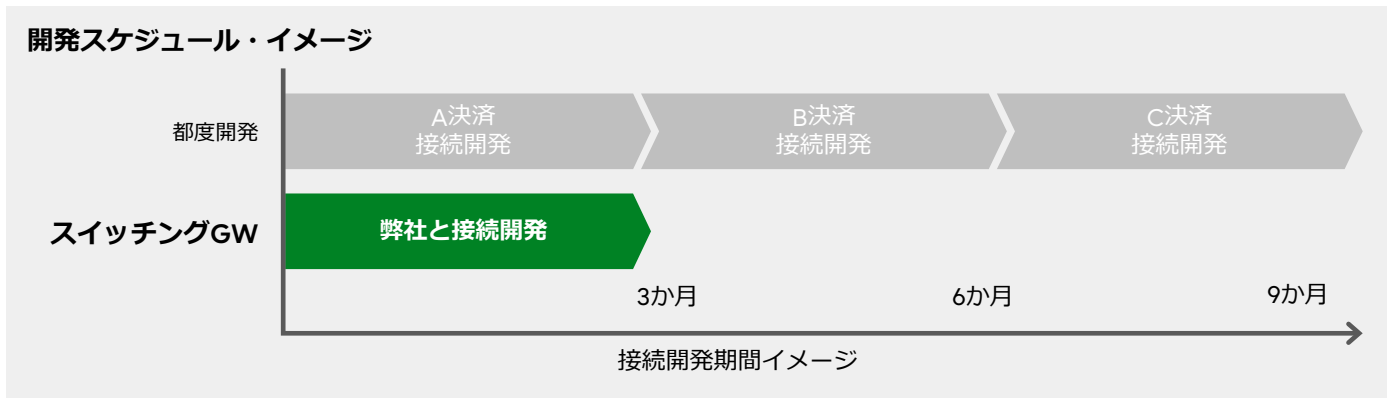 開発スケジュール・イメージ
都度開発
A決済
接続開発
B決済
接続開発
C決済
接続開発
スイッチングGW
弊社と接続開発
3か月
6か月
9か月
接続開発期間イメージ